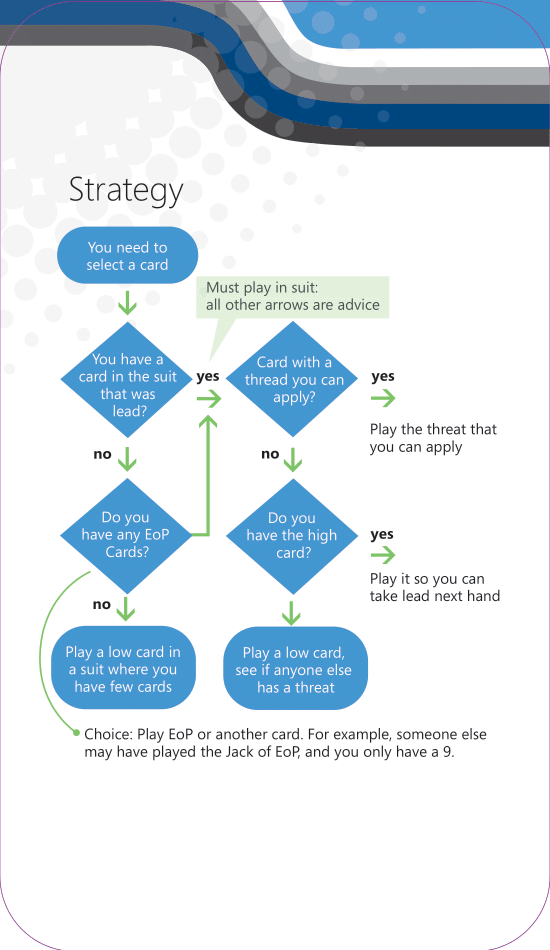 Strategy
You need to
select a card
Must play in suit:
all other arrows are advice
You have a
card in the suit
that was
lead?
yes
Card with a
thread you can
apply?
yes
Play the threat that
you can apply
no
no
Do you
have any EoP
Cards?
Do you
have the high
card?
yes
Play it so you can
take lead next hand
no
Play a low card in
a suit where you
have few cards
Play a low card,
see if anyone else
has a threat
Choice: Play EoP or another card. For example, someone else
may have played the Jack of EoP, and you only have a 9.